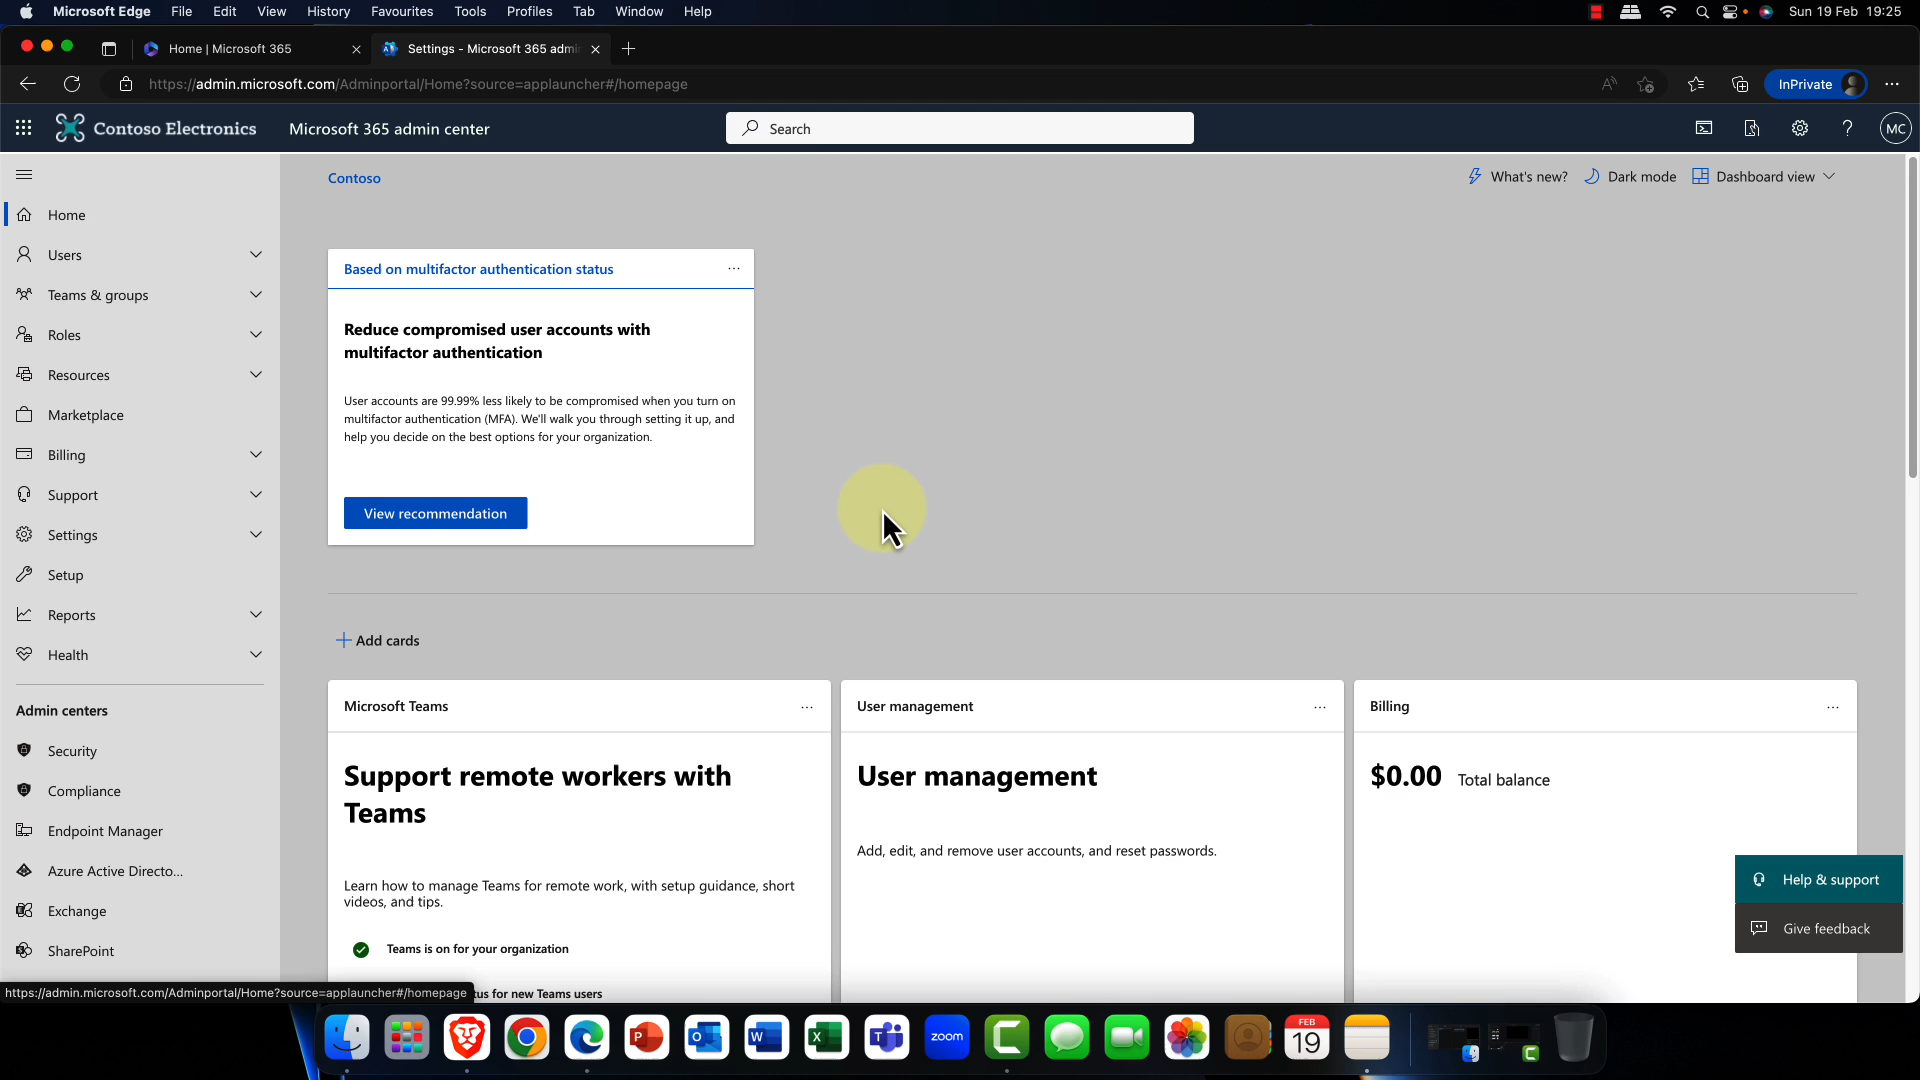 Microsoft Edge File Edit View History Favourites Tools Profiles Tab Window Help Sun 19 Feb 19:25
Home | Microsoft 365 Settings - Microsoft 365 admi
https://admin.microsoft.com/Adminportal/Home?source=applauncher#/homepage InPrivate
Contoso Electronics Microsoft 365 admin center Search MC
Contoso What's new? Dark mode Dashboard view
Home
Users
Teams & groups
Roles
Resources
Marketplace
Billing
Support
Settings
Setup
Reports
Health
Admin centers
Security
Compliance
Endpoint Manager
Azure Active Directo...
Exchange
SharePoint
https://admin.microsoft.com/Adminportal/Home?source=applauncher#/homepage
Based on multifactor authentication status
Reduce compromised user accounts with
multifactor authentication
User accounts are 99.99% less likely to be compromised when you turn on
multifactor authentication (MFA). We'll walk you through setting it up, and
help you decide on the best options for your organization.
View recommendation
Add cards
Microsoft Teams
Support remote workers with
Teams
Learn how to manage Teams for remote work, with setup guidance, short
videos, and tips.
Teams is on for your organization
tus for new Teams users
User management
User management
Add, edit, and remove user accounts, and reset passwords.
Billing
$0.00 Total balance
Help & support
Give feedback
P O W X T zoom FEB
19